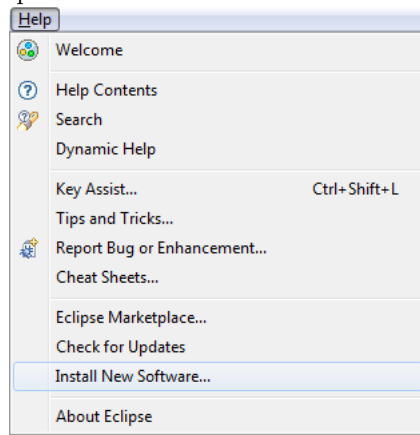 Help
Welcome
Help Contents
Search
Dynamic Help
Key Assist... Ctrl+Shift+L
Tips and Tricks...
Report Bug or Enhancement...
Cheat Sheets...
Eclipse Marketplace...
Check for Updates
Install New Software...
About Eclipse